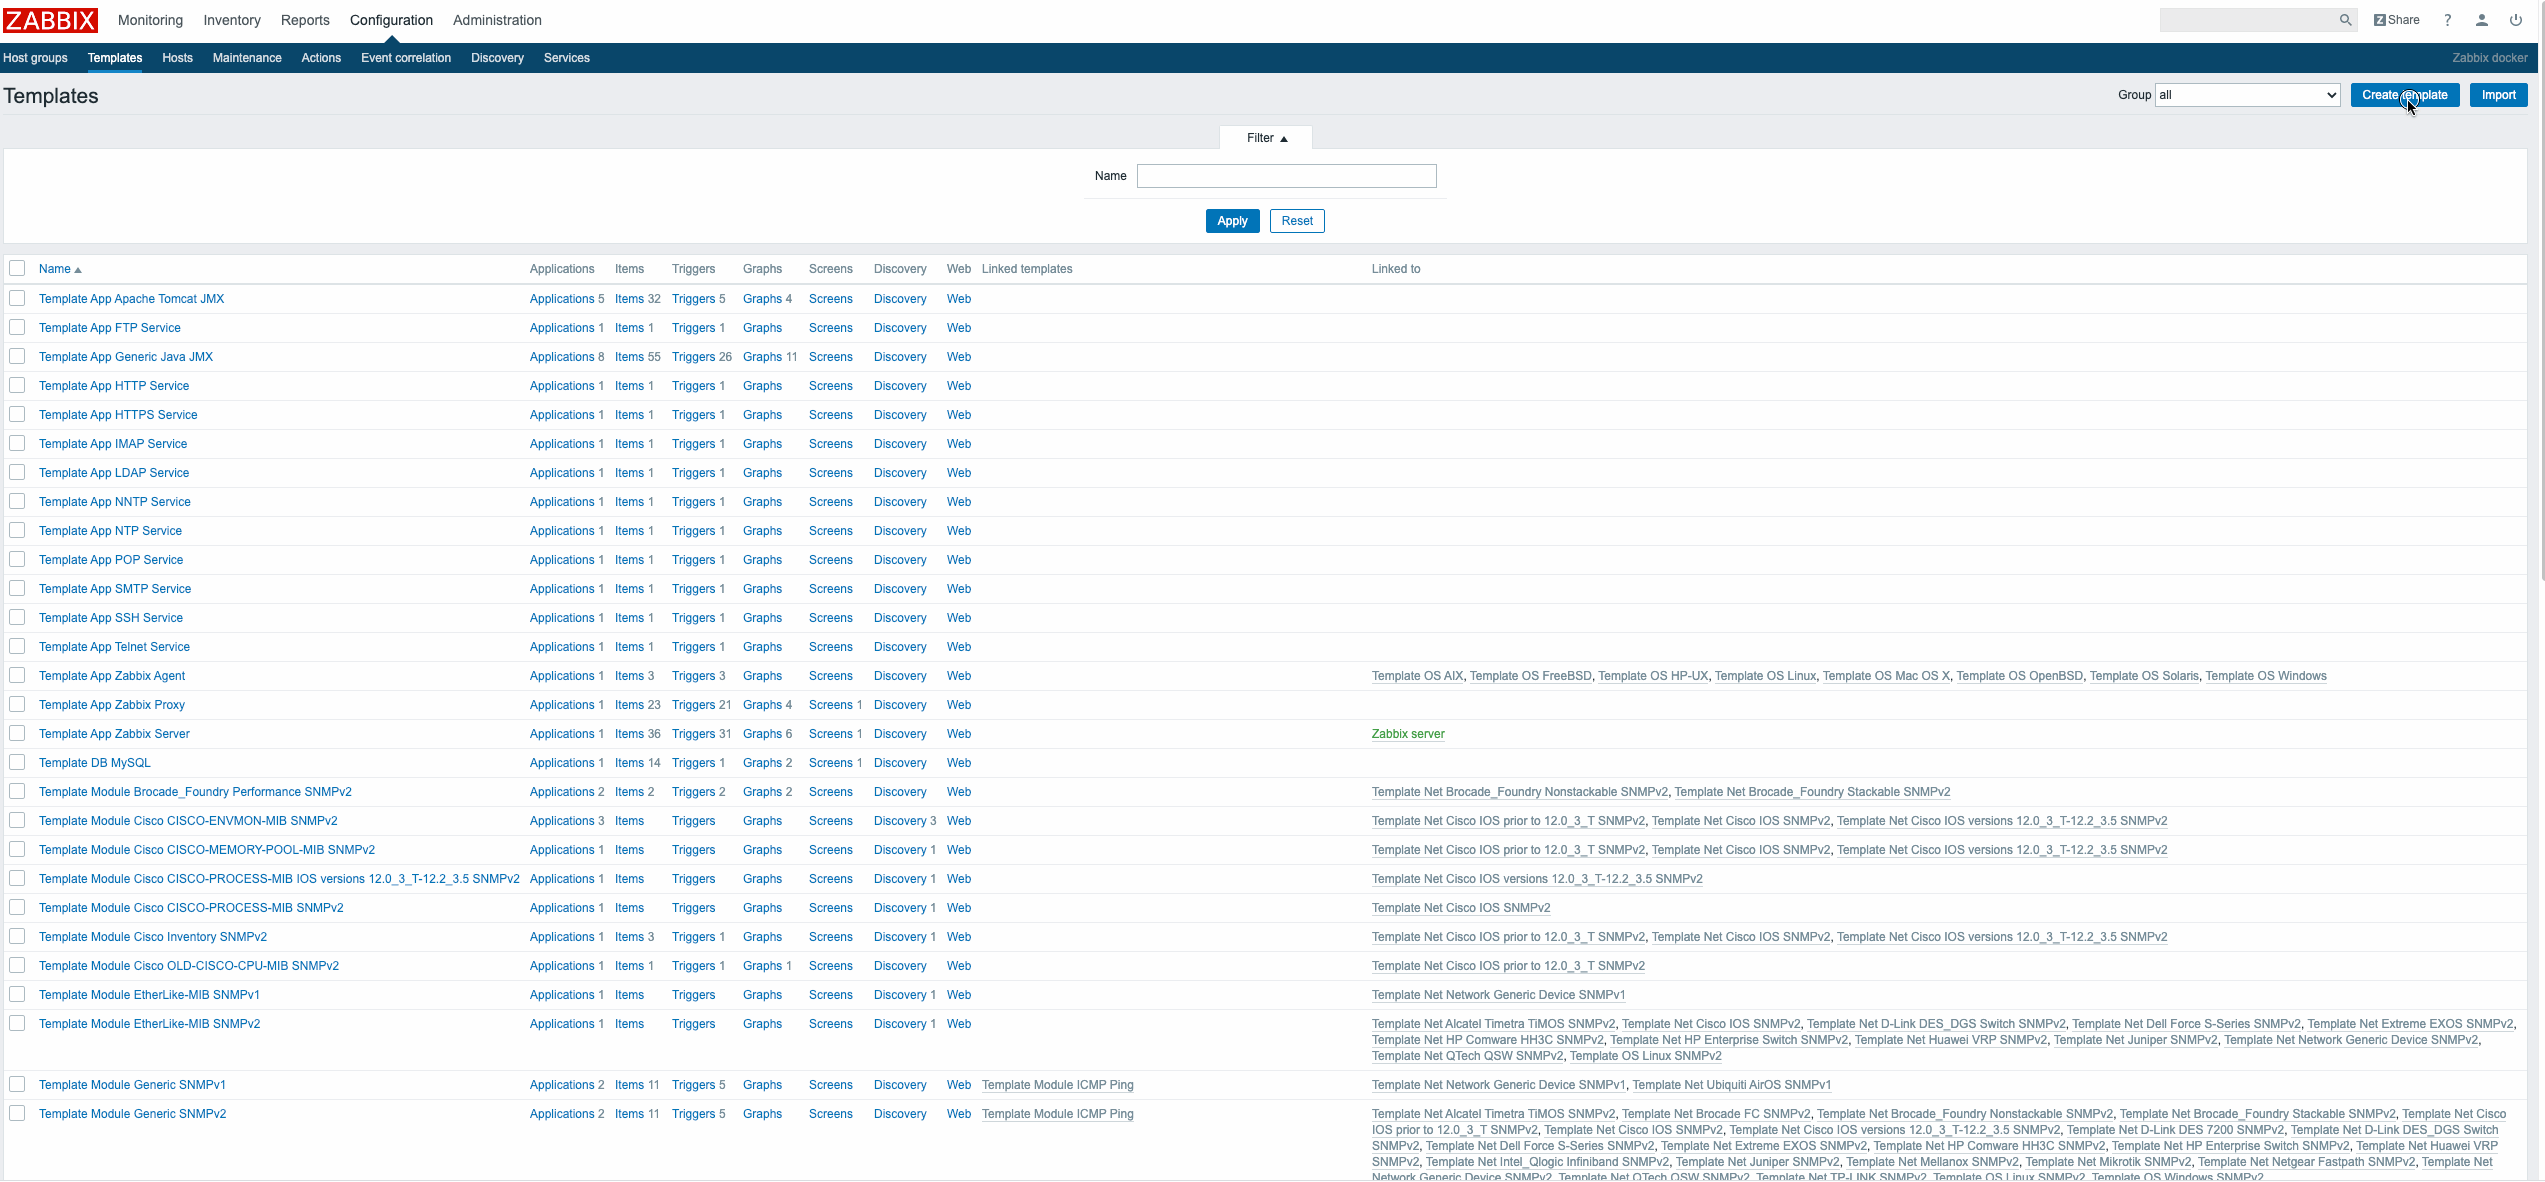 ZABBIX Monitoring Inventory Reports Configuration Administration Z Share ?
Host groups Templates Hosts Maintenance Actions Event correlation Discovery Services Zabbix docker
Templates Group all Create template Import
Filter ▲
Name
Apply Reset
Name ▲ Applications Items Triggers Graphs Screens Discovery Web Linked templates Linked to
Template App Apache Tomcat JMX Applications 5 Items 32 Triggers 5 Graphs 4 Screens Discovery Web
Template App FTP Service Applications 1 Items 1 Triggers 1 Graphs Screens Discovery Web
Template App Generic Java JMX Applications 8 Items 55 Triggers 26 Graphs 11 Screens Discovery Web
Template App HTTP Service Applications 1 Items 1 Triggers 1 Graphs Screens Discovery Web
Template App HTTPS Service Applications 1 Items 1 Triggers 1 Graphs Screens Discovery Web
Template App IMAP Service Applications 1 Items 1 Triggers 1 Graphs Screens Discovery Web
Template App LDAP Service Applications 1 Items 1 Triggers 1 Graphs Screens Discovery Web
Template App NNTP Service Applications 1 Items 1 Triggers 1 Graphs Screens Discovery Web
Template App NTP Service Applications 1 Items 1 Triggers 1 Graphs Screens Discovery Web
Template App POP Service Applications 1 Items 1 Triggers 1 Graphs Screens Discovery Web
Template App SMTP Service Applications 1 Items 1 Triggers 1 Graphs Screens Discovery Web
Template App SSH Service Applications 1 Items 1 Triggers 1 Graphs Screens Discovery Web
Template App Telnet Service Applications 1 Items 1 Triggers 1 Graphs Screens Discovery Web
Template App Zabbix Agent Applications 1 Items 3 Triggers 3 Graphs Screens Discovery Web Template OS AIX, Template OS FreeBSD, Template OS HP-UX, Template OS Linux, Template OS Mac OS X, Template OS OpenBSD, Template OS Solaris, Template OS Windows
Template App Zabbix Proxy Applications 1 Items 23 Triggers 21 Graphs 4 Screens 1 Discovery Web
Template App Zabbix Server Applications 1 Items 36 Triggers 31 Graphs 6 Screens 1 Discovery Web Zabbix server
Template DB MySQL Applications 1 Items 14 Triggers 1 Graphs 2 Screens 1 Discovery Web
Template Module Brocade_Foundry Performance SNMPv2 Applications 2 Items 2 Triggers 2 Graphs 2 Screens Discovery Web Template Net Brocade_Foundry Nonstackable SNMPv2, Template Net Brocade_Foundry Stackable SNMPv2
Template Module Cisco CISCO-ENVMON-MIB SNMPv2 Applications 3 Items Triggers Graphs Screens Discovery 3 Web Template Net Cisco IOS prior to 12.0_3_T SNMPv2, Template Net Cisco IOS SNMPv2, Template Net Cisco IOS versions 12.0_3_T-12.2_3.5 SNMPv2
Template Module Cisco CISCO-MEMORY-POOL-MIB SNMPv2 Applications 1 Items Triggers Graphs Screens Discovery 1 Web Template Net Cisco IOS prior to 12.0_3_T SNMPv2, Template Net Cisco IOS SNMPv2, Template Net Cisco IOS versions 12.0_3_T-12.2_3.5 SNMPv2
Template Module Cisco CISCO-PROCESS-MIB IOS versions 12.0_3_T-12.2_3.5 SNMPv2 Applications 1 Items Triggers Graphs Screens Discovery 1 Web Template Net Cisco IOS versions 12.0_3_T-12.2_3.5 SNMPv2
Template Module Cisco CISCO-PROCESS-MIB SNMPv2 Applications 1 Items Triggers Graphs Screens Discovery 1 Web Template Net Cisco IOS SNMPv2
Template Module Cisco Inventory SNMPv2 Applications 1 Items 3 Triggers 1 Graphs Screens Discovery 1 Web Template Net Cisco IOS prior to 12.0_3_T SNMPv2, Template Net Cisco IOS SNMPv2, Template Net Cisco IOS versions 12.0_3_T-12.2_3.5 SNMPv2
Template Module Cisco OLD-CISCO-CPU-MIB SNMPv2 Applications 1 Items 1 Triggers 1 Graphs 1 Screens Discovery Web Template Net Cisco IOS prior to 12.0_3_T SNMPv2
Template Module EtherLike-MIB SNMPv1 Applications 1 Items Triggers Graphs Screens Discovery 1 Web Template Net Network Generic Device SNMPv1
Template Module EtherLike-MIB SNMPv2 Applications 1 Items Triggers Graphs Screens Discovery 1 Web Template Net Alcatel Timetra TiMOS SNMPv2, Template Net Cisco IOS SNMPv2, Template Net D-Link DES_DGS Switch SNMPv2, Template Net Dell Force S-Series SNMPv2, Template Net Extreme EXOS SNMPv2,
Template Net HP Comware HH3C SNMPv2, Template Net HP Enterprise Switch SNMPv2, Template Net Huawei VRP SNMPv2, Template Net Juniper SNMPv2, Template Net Network Generic Device SNMPv2,
Template Net QTech QSW SNMPv2, Template OS Linux SNMPv2
Template Module Generic SNMPv1 Applications 2 Items 11 Triggers 5 Graphs Screens Discovery Web Template Module ICMP Ping Template Net Network Generic Device SNMPv1, Template Net Ubiquiti AirOS SNMPv1
Template Module Generic SNMPv2 Applications 2 Items 11 Triggers 5 Graphs Screens Discovery Web Template Module ICMP Ping Template Net Alcatel Timetra TiMOS SNMPv2, Template Net Brocade FC SNMPv2, Template Net Brocade_Foundry Nonstackable SNMPv2, Template Net Brocade_Foundry Stackable SNMPv2, Template Net Cisco
IOS prior to 12.0_3_T SNMPv2, Template Net Cisco IOS SNMPv2, Template Net Cisco IOS versions 12.0_3_T-12.2_3.5 SNMPv2, Template Net D-Link DES 7200 SNMPv2, Template Net D-Link DES_DGS Switch
SNMPv2, Template Net Dell Force S-Series SNMPv2, Template Net Extreme EXOS SNMPv2, Template Net HP Comware HH3C SNMPv2, Template Net HP Enterprise Switch SNMPv2, Template Net Huawei VRP
SNMPv2, Template Net Intel_Qlogic Infiniband SNMPv2, Template Net Juniper SNMPv2, Template Net Mellanox SNMPv2, Template Net Mikrotik SNMPv2, Template Net Netgear Fastpath SNMPv2, Template Net
Network Generic Device SNMPv2, Template Net QTech QSW SNMPv2, Template Net TP-LINK SNMPv2, Template OS Linux SNMPv2, Template OS Windows SNMPv2